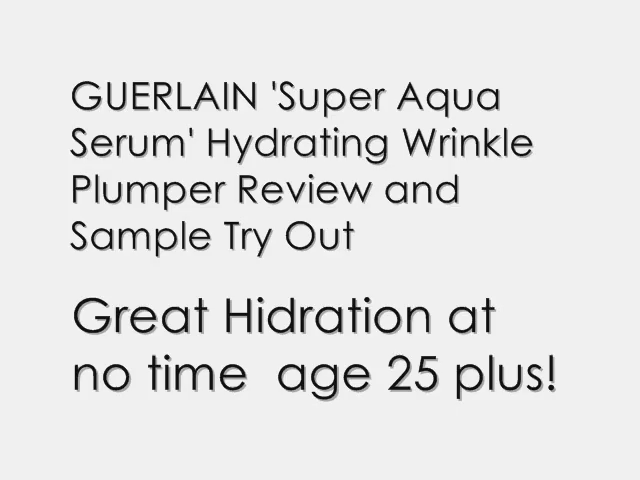 GUERLAIN 'Super Aqua
Serum' Hydrating Wrinkle
Plumper Review and
Sample Try Out
Great Hidration at
no time  age 25 plus!